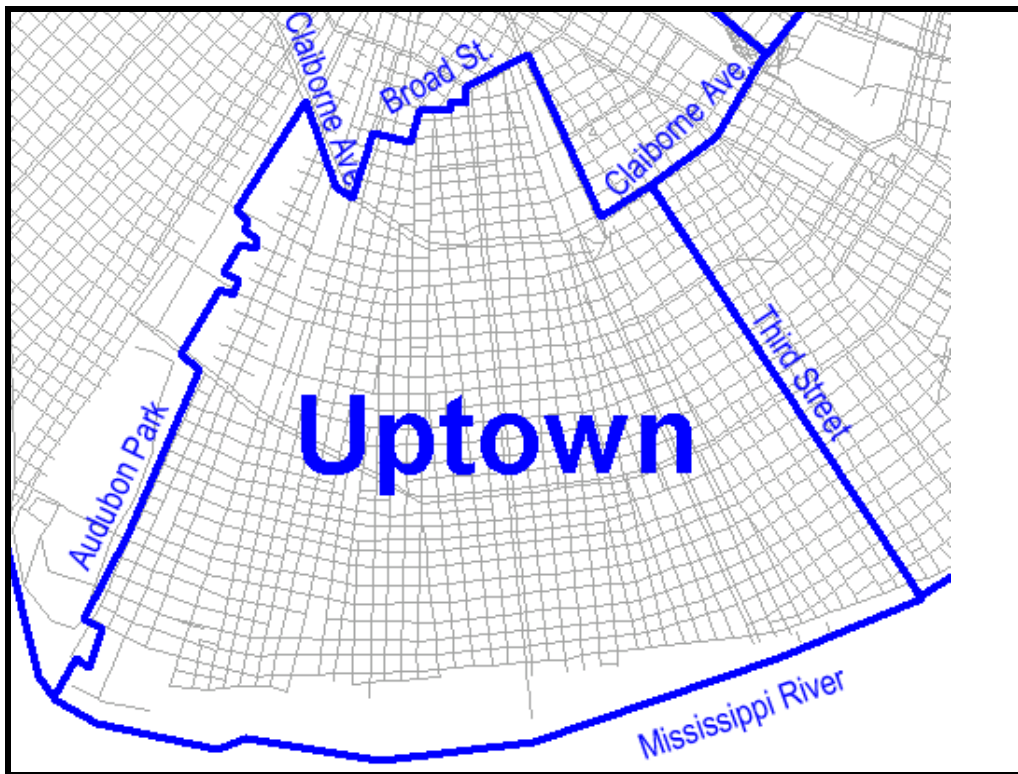 Claiborne Ave.
Broad St.
Claiborne Ave.
Uptown
Third Street
Audubon Park
Mississippi River